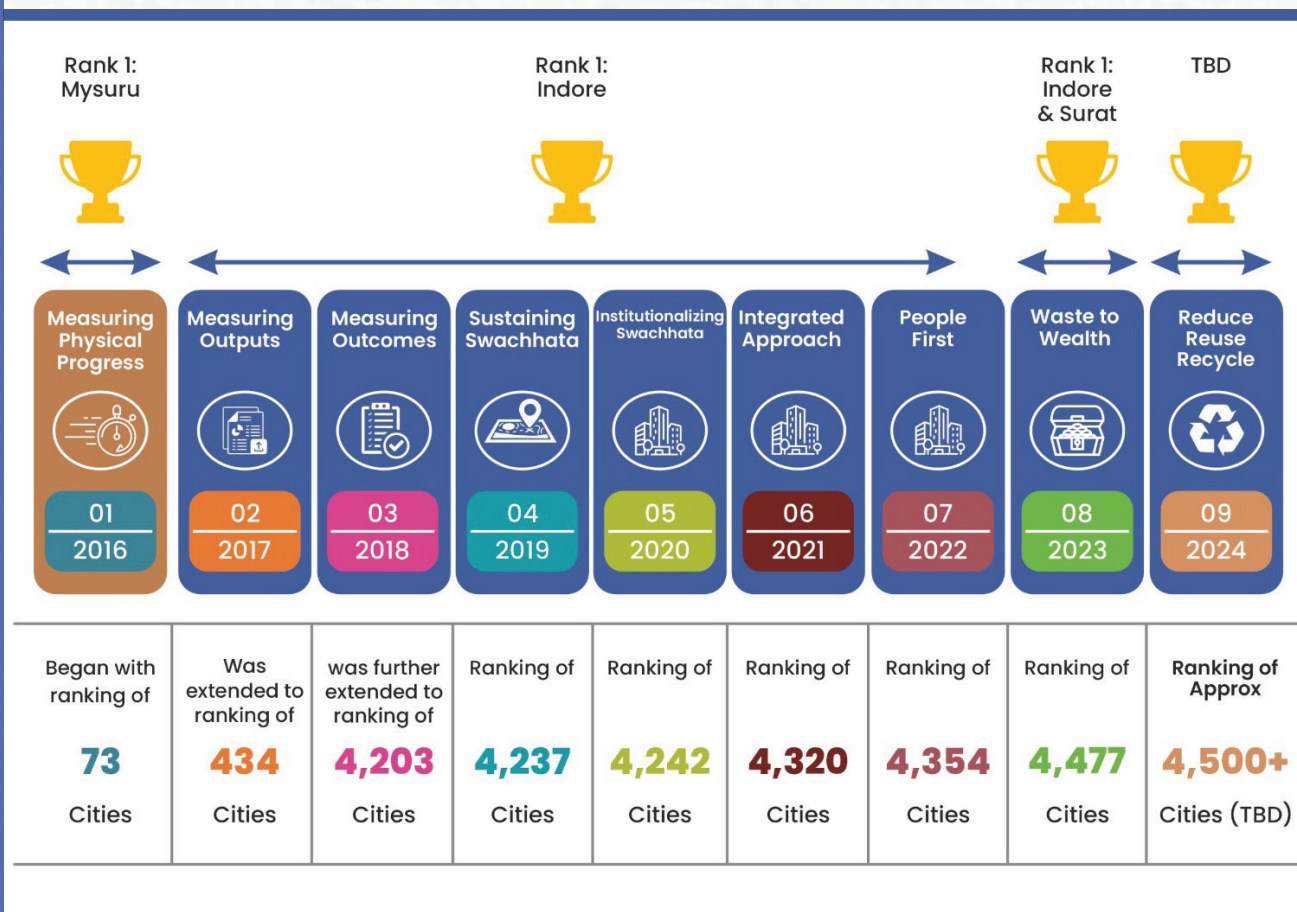 Rank 1:
Mysuru
Rank 1:
Indore
Rank 1:
Indore
& Surat
TBD
Measuring
Physical
Progress
01
2016
Measuring
Outputs
02
2017
Measuring
Outcomes
03
2018
Sustaining
Swachhata
04
2019
Institutionalizing
Swachhata
05
2020
Integrated
Approach
06
2021
People
First
07
2022
Waste to
Wealth
08
2023
Reduce
Reuse
Recycle
09
2024
Began with
ranking of
73
Cities
Was
extended to
ranking of
434
Cities
was further
extended to
ranking of
4,203
Cities
Ranking of
4,237
Cities
Ranking of
4,242
Cities
Ranking of
4,320
Cities
Ranking of
4,354
Cities
Ranking of
4,477
Cities
Ranking of
Approx
4,500+
Cities (TBD)